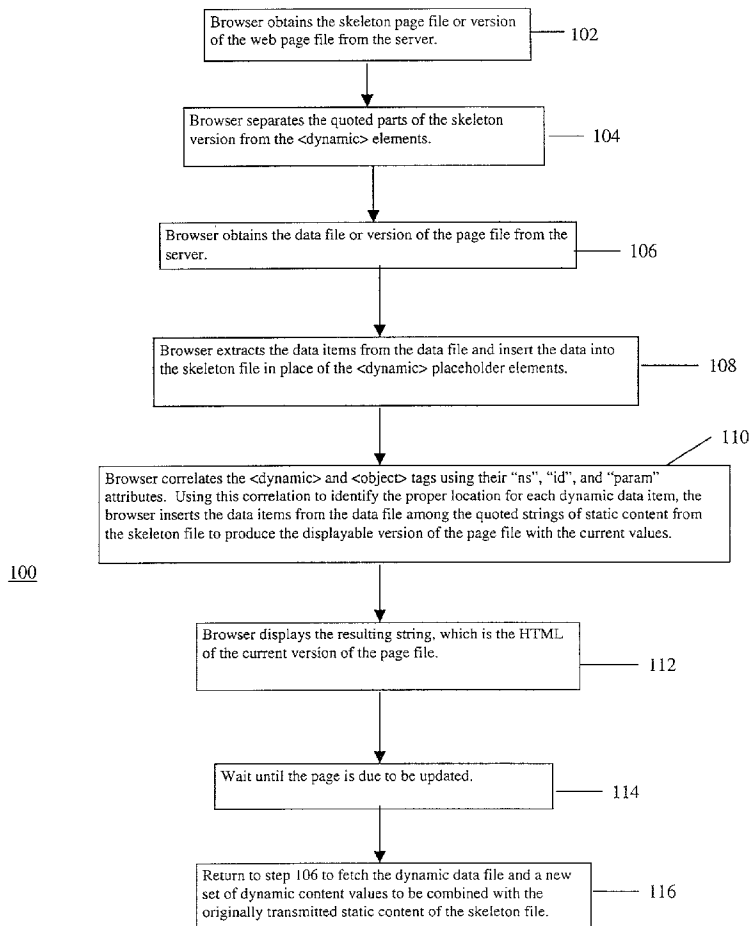 Browser obtains the skeleton page file or version
of the web page file from the server.
102
Browser separates the quoted parts of the skeleton
version from the <dynamic> elements.
104
Browser obtains the data file or version of the page file from the
server.
106
Browser extracts the data items from the data file and insert the data into
the skeleton file in place of the <dynamic> placeholder elements.
108
110
Browser correlates the <dynamic> and <object> tags using their “ns”, “id”, and “param”
attributes. Using this correlation to identify the proper location for each dynamic data item, the
browser inserts the data items from the data file among the quoted strings of static content from
the skeleton file to produce the displayable version of the page file with the current values.
100
Browser displays the resulting string, which is the HTML
of the current version of the page file.
112
Wait until the page is due to be updated.
114
Return to step 106 to fetch the dynamic data file and a new
set of dynamic content values to be combined with the
originally transmitted static content of the skeleton file.
116